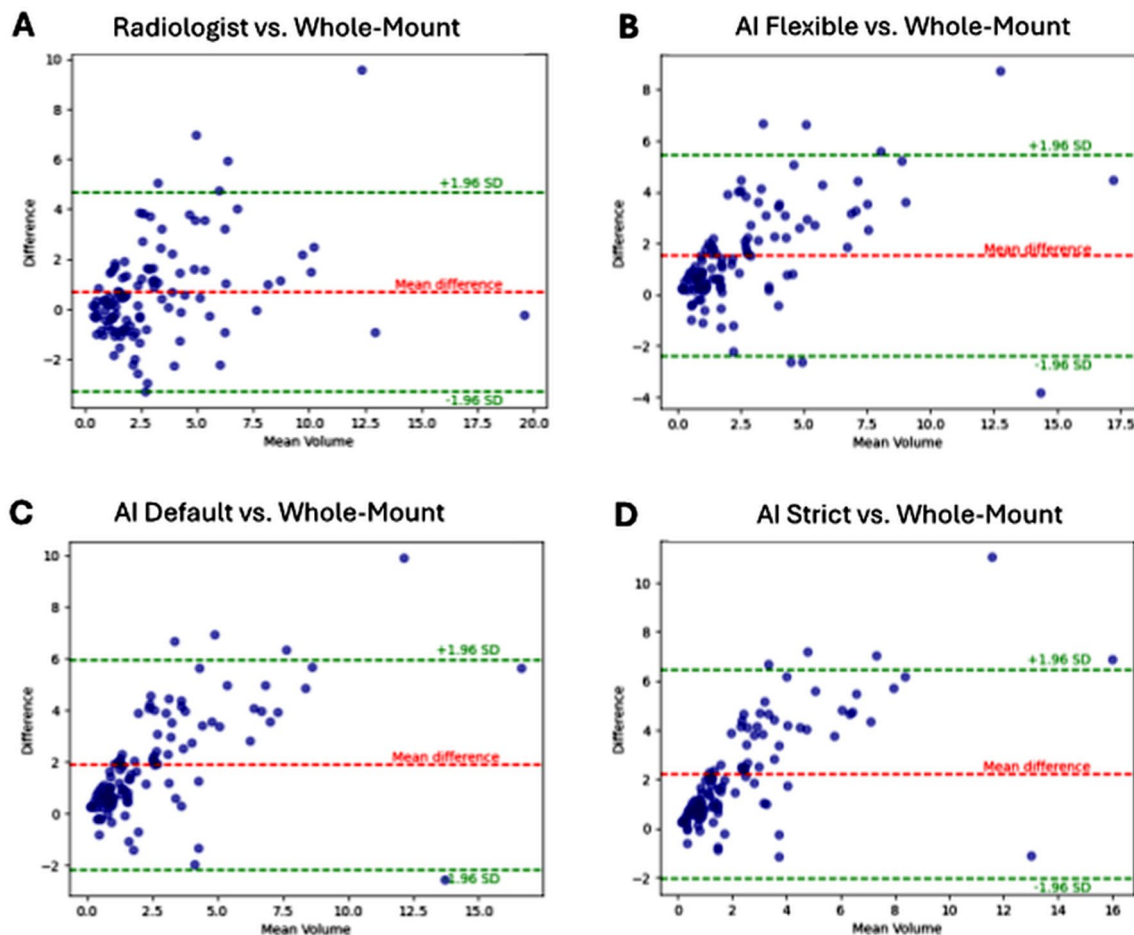 A Radiologist vs. Whole-Mount
10
8
6
4
2
0
−2
Difference
+1.96 SD
Mean difference
-1.96 SD
0.0 2.5 5.0 7.5 10.0 12.5 15.0 17.5 20.0
Mean Volume
B AI Flexible vs. Whole-Mount
8
6
4
2
0
−2
−4
Difference
+1.96 SD
Mean difference
-1.96 SD
0.0 2.5 5.0 7.5 10.0 12.5 15.0 17.5
Mean Volume
C AI Default vs. Whole-Mount
10
8
6
4
2
0
−2
Difference
+1.96 SD
Mean difference
1.96 SD
0.0 2.5 5.0 7.5 10.0 12.5 15.0
Mean Volume
D AI Strict vs. Whole-Mount
10
8
6
4
2
0
−2
Difference
+1.96 SD
Mean difference
-1.96 SD
0 2 4 6 8 10 12 14 16
Mean Volume